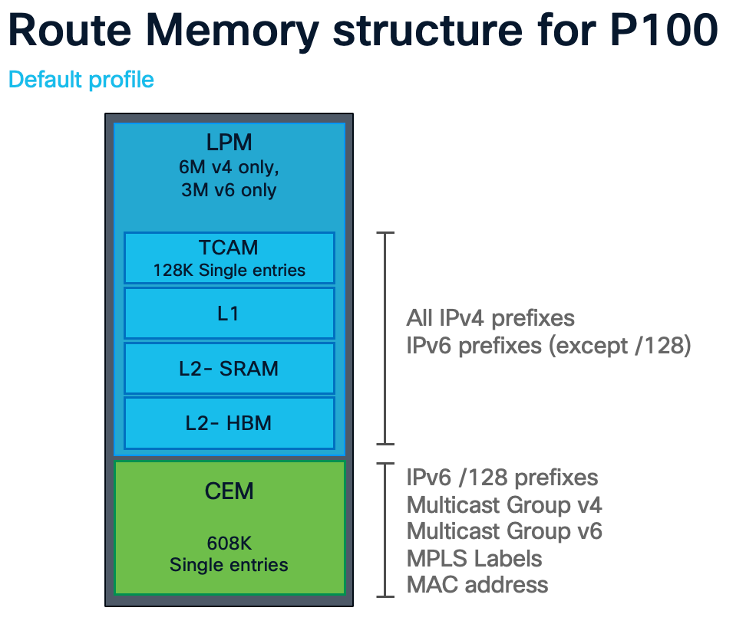 Route Memory structure for P100
Default profile
LPM
6M v4 only,
3M v6 only
TCAM
128K Single entries
L1
L2- SRAM
L2- HBM
All IPv4 prefixes
IPv6 prefixes (except /128)
CEM
608K
Single entries
IPv6 /128 prefixes
Multicast Group v4
Multicast Group v6
MPLS Labels
MAC address